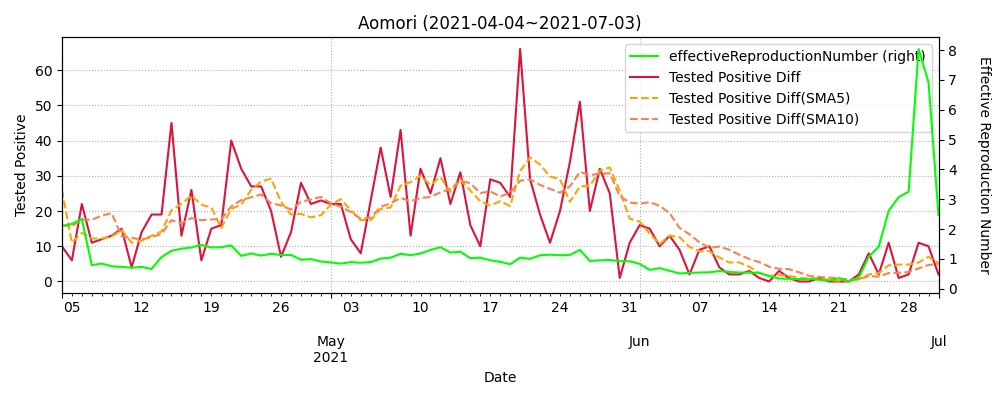 Aomori (2021-04-04~2021-07-03)
effectiveReproductionNumber (right)
Tested Positive Diff
Tested Positive Diff(SMA5)
Tested Positive Diff(SMA10)
Tested Positive
60
50
40
30
20
10
0
8
7
6
5
4
3
2
1
0
Effective Reproduction Number
05 12 19 26 03 10 17 24 31 07 14 21 28
May Jun Jul
2021
Date